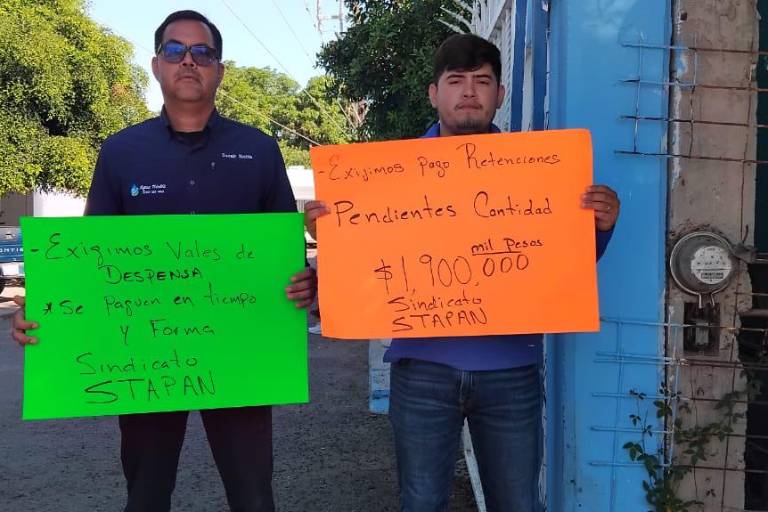 - Exigimos Vales de
DESPENSA
* Se Paguen en tiempo
y Forma
Sindicato
STAPAN
- Exijimos Pago Retenciones
Pendientes Cantidad
mil Pesos
$1,900,000
Sindicato
STAPAN